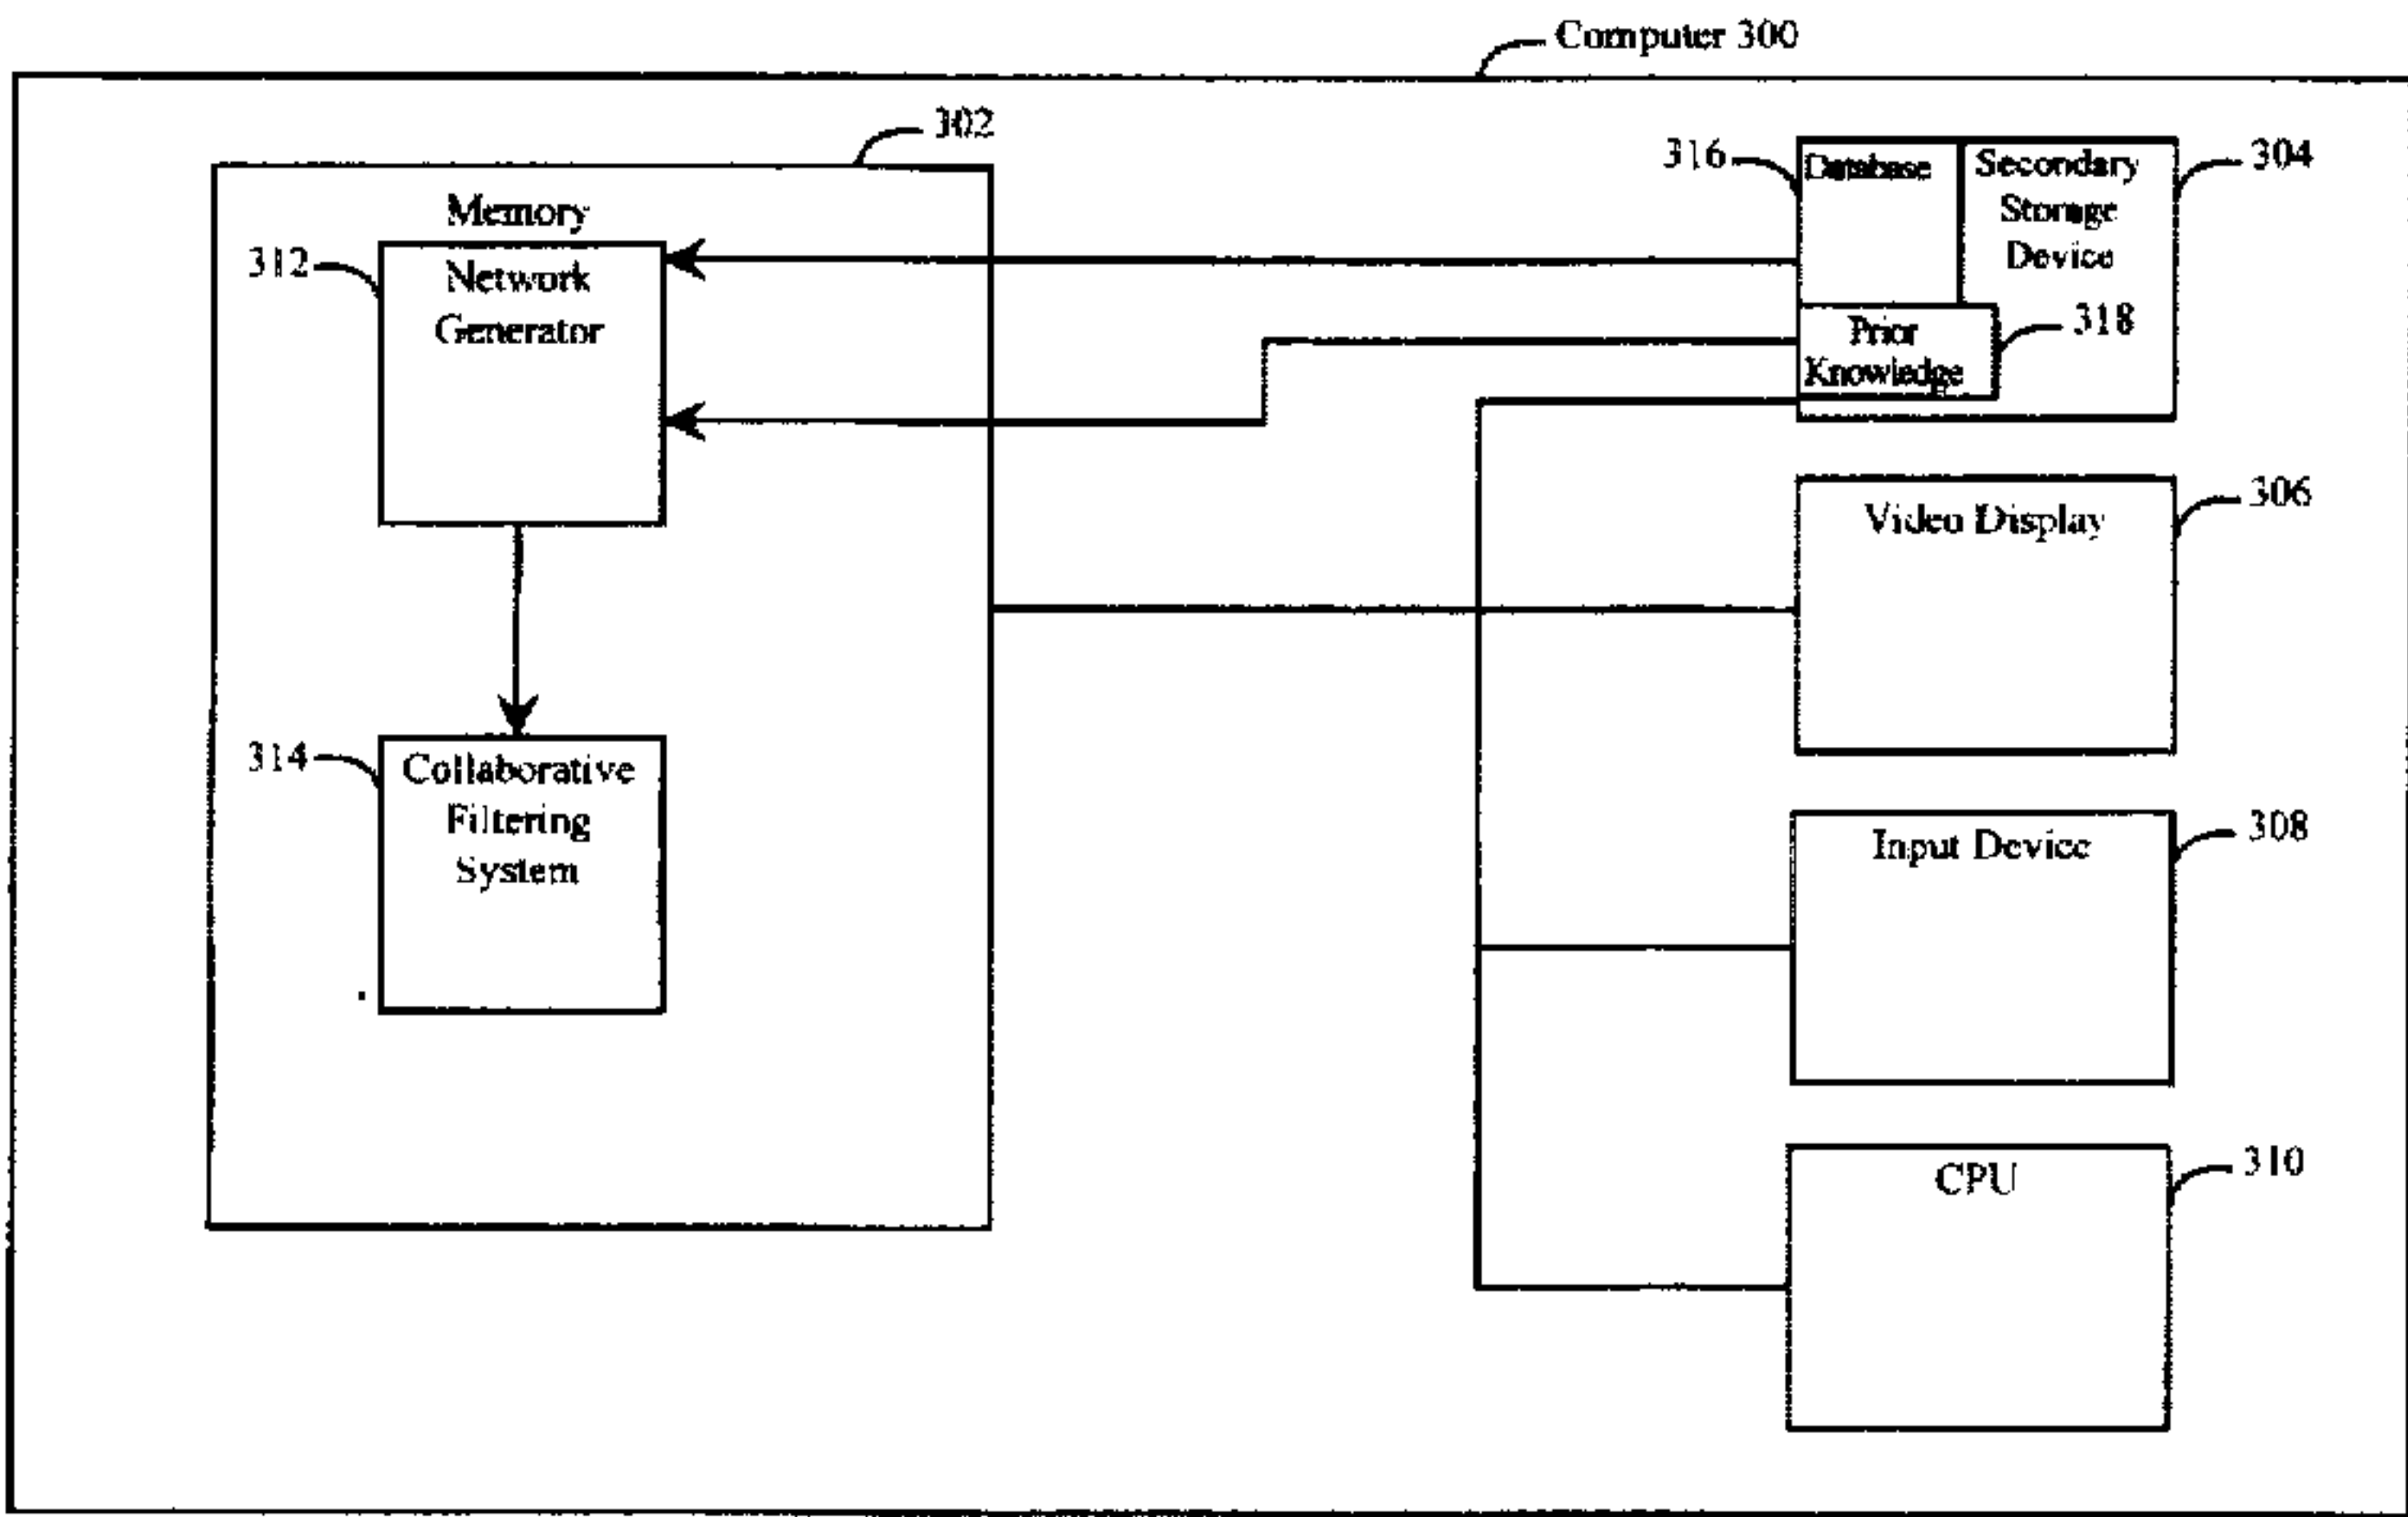 Computer 300
302
Memory
312
Network
Generator
314
Collaborative
Filtering
System
316
Database
Secondary
Storage
Device
304
Prior
Knowledge
318
Video Display
306
Input Device
308
CPU
310